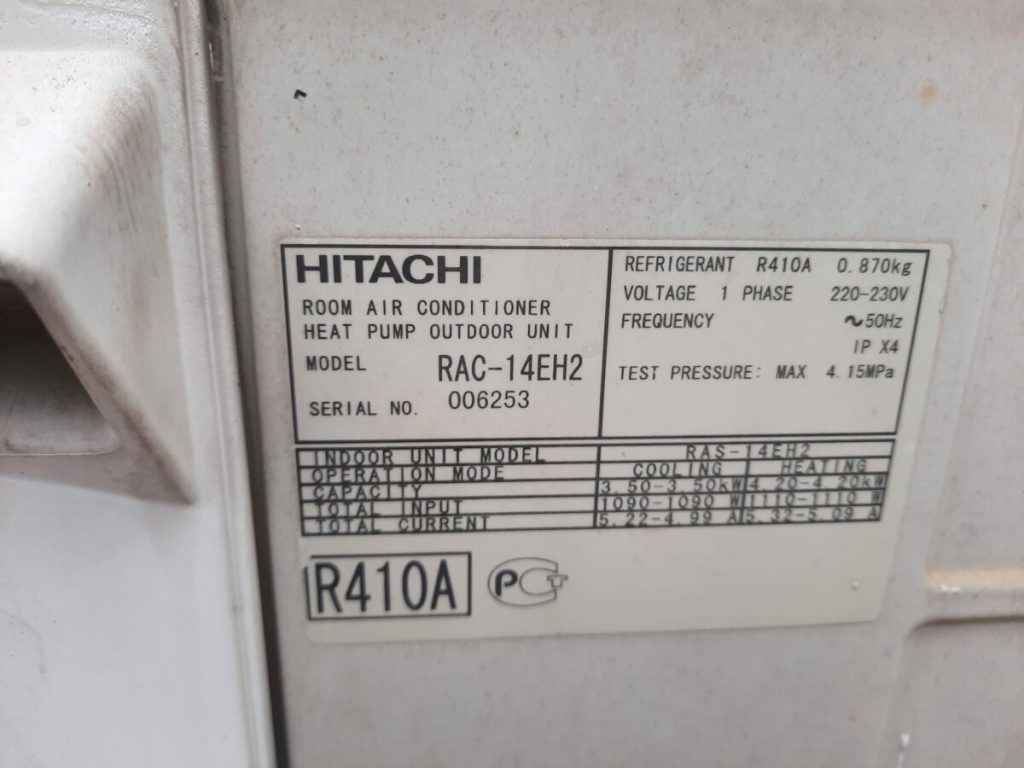 HITACHI
ROOM AIR CONDITIONER
HEAT PUMP OUTDOOR UNIT
MODEL RAC-14EH2
SERIAL NO. 006253
REFRIGERANT R410A 0.870kg
VOLTAGE 1 PHASE 220-230V
FREQUENCY ~50Hz
IP X4
TEST PRESSURE: MAX 4.15MPa
INDOOR UNIT MODEL RAS-14EH2
OPERATION MODE COOLING HEATING
CAPACITY 3.50-3.50kW 4.20-4.20kW
TOTAL INPUT 1090-1090 W 1110-1110 W
TOTAL CURRENT 5.22-4.99 A 5.32-5.09 A
R410A PCT